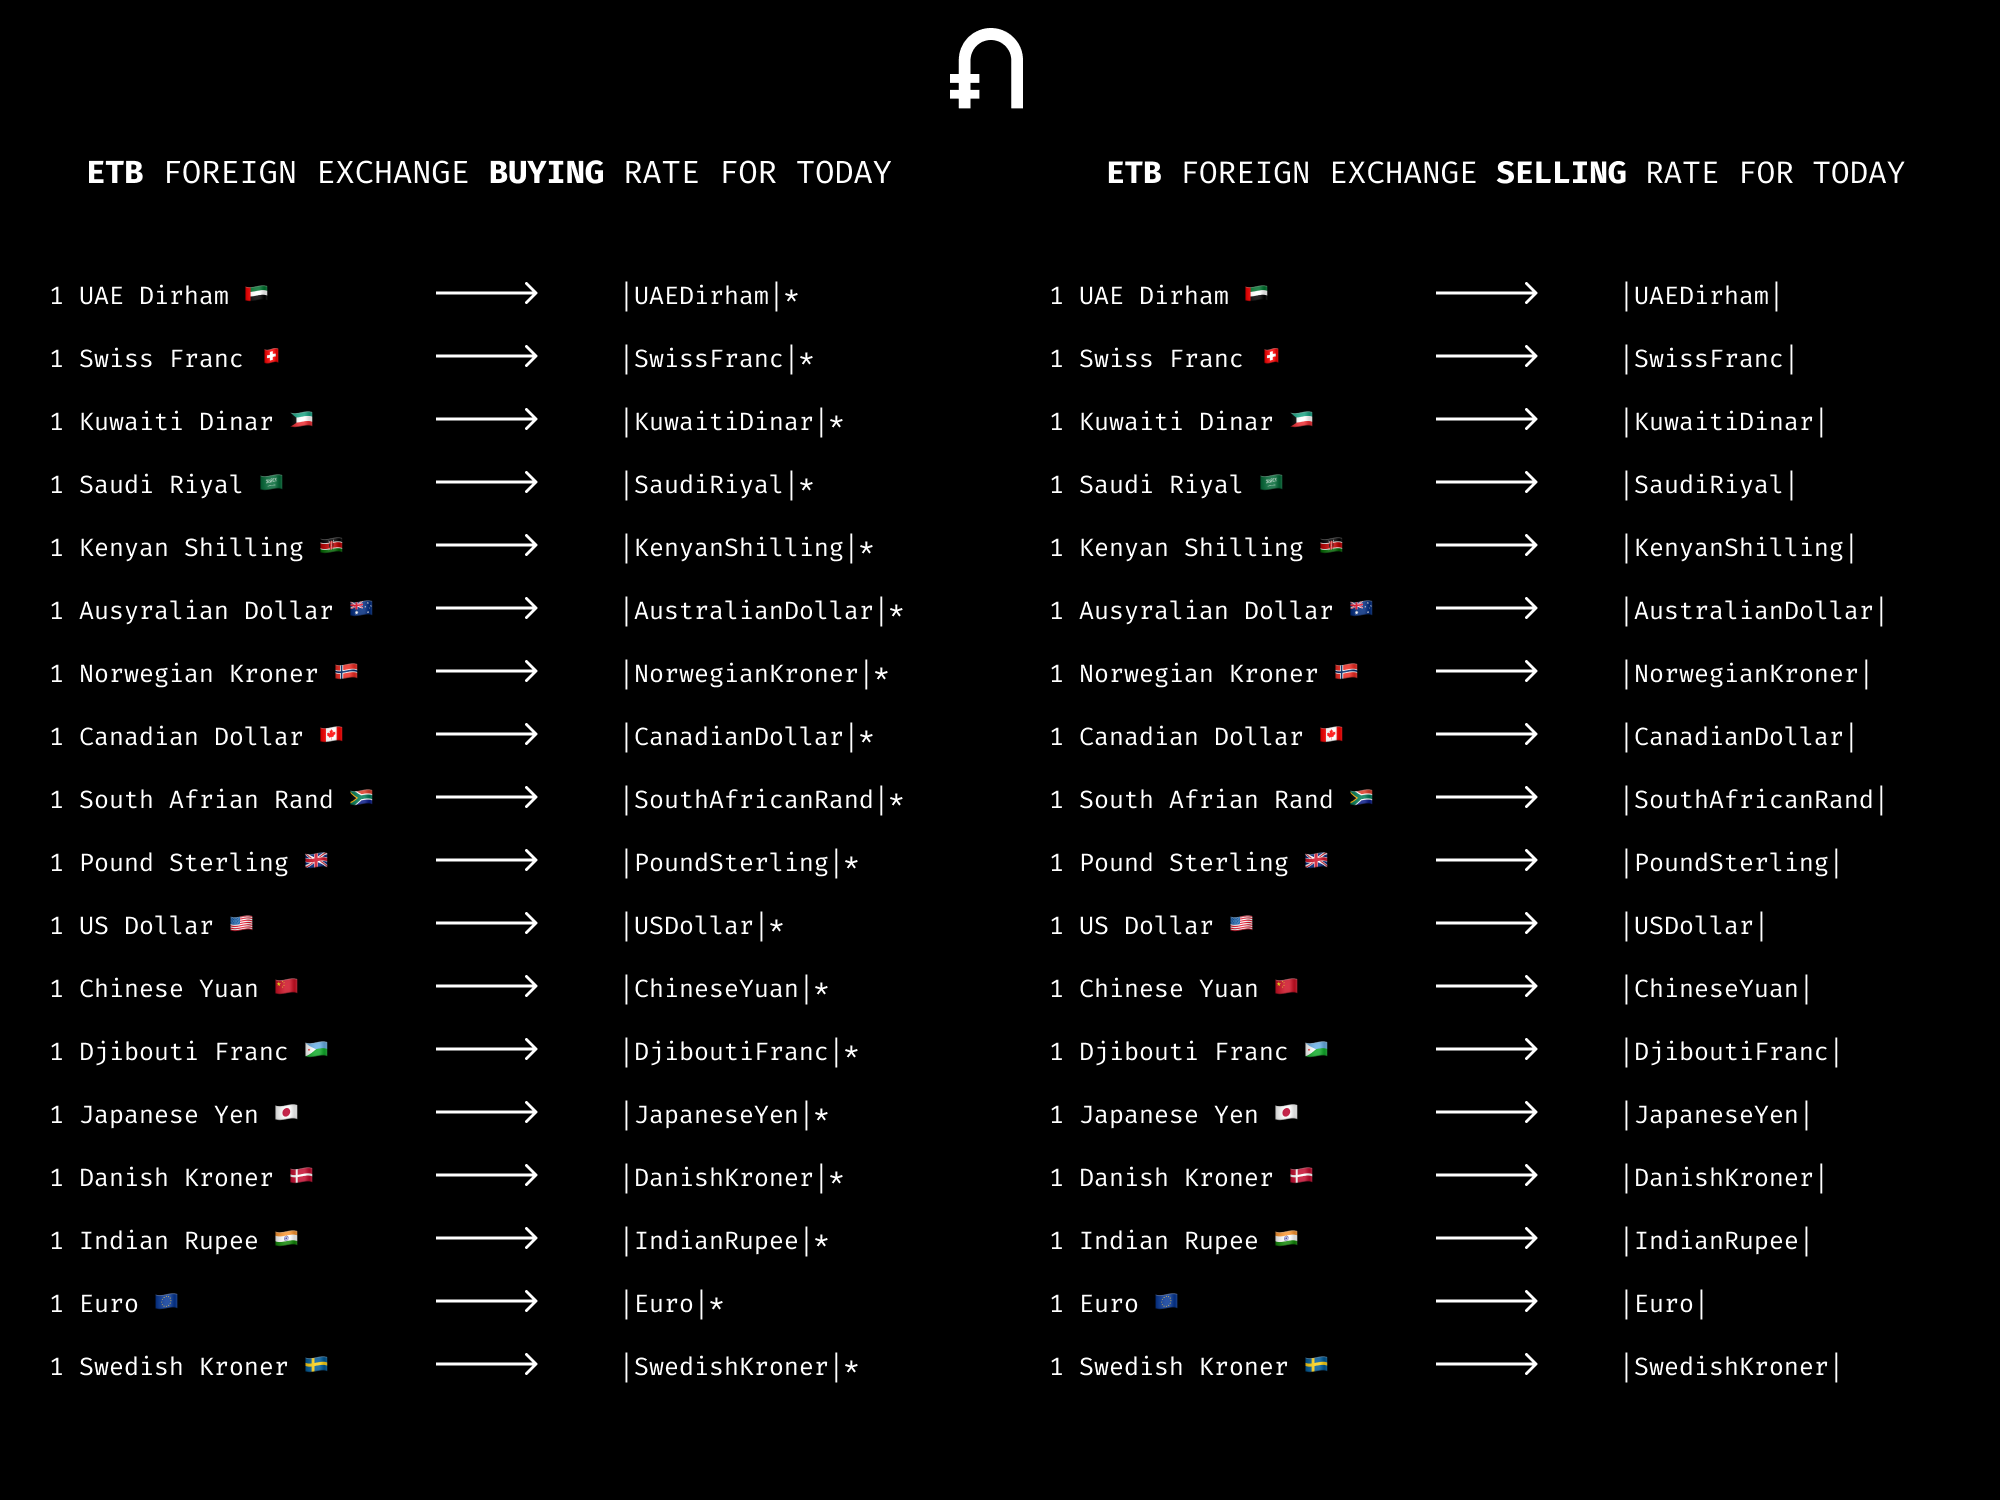 ETB FOREIGN EXCHANGE BUYING RATE FOR TODAY
1 UAE Dirham |UAEDirham|*
1 Swiss Franc |SwissFranc|*
1 Kuwaiti Dinar |KuwaitiDinar|*
1 Saudi Riyal |SaudiRiyal|*
1 Kenyan Shilling |KenyanShilling|*
1 Ausyralian Dollar |AustralianDollar|*
1 Norwegian Kroner |NorwegianKroner|*
1 Canadian Dollar |CanadianDollar|*
1 South Afrian Rand |SouthAfricanRand|*
1 Pound Sterling |PoundSterling|*
1 US Dollar |USDollar|*
1 Chinese Yuan |ChineseYuan|*
1 Djibouti Franc |DjiboutiFranc|*
1 Japanese Yen |JapaneseYen|*
1 Danish Kroner |DanishKroner|*
1 Indian Rupee |IndianRupee|*
1 Euro |Euro|*
1 Swedish Kroner |SwedishKroner|*
ETB FOREIGN EXCHANGE SELLING RATE FOR TODAY
1 UAE Dirham |UAEDirham|
1 Swiss Franc |SwissFranc|
1 Kuwaiti Dinar |KuwaitiDinar|
1 Saudi Riyal |SaudiRiyal|
1 Kenyan Shilling |KenyanShilling|
1 Ausyralian Dollar |AustralianDollar|
1 Norwegian Kroner |NorwegianKroner|
1 Canadian Dollar |CanadianDollar|
1 South Afrian Rand |SouthAfricanRand|
1 Pound Sterling |PoundSterling|
1 US Dollar |USDollar|
1 Chinese Yuan |ChineseYuan|
1 Djibouti Franc |DjiboutiFranc|
1 Japanese Yen |JapaneseYen|
1 Danish Kroner |DanishKroner|
1 Indian Rupee |IndianRupee|
1 Euro |Euro|
1 Swedish Kroner |SwedishKroner|